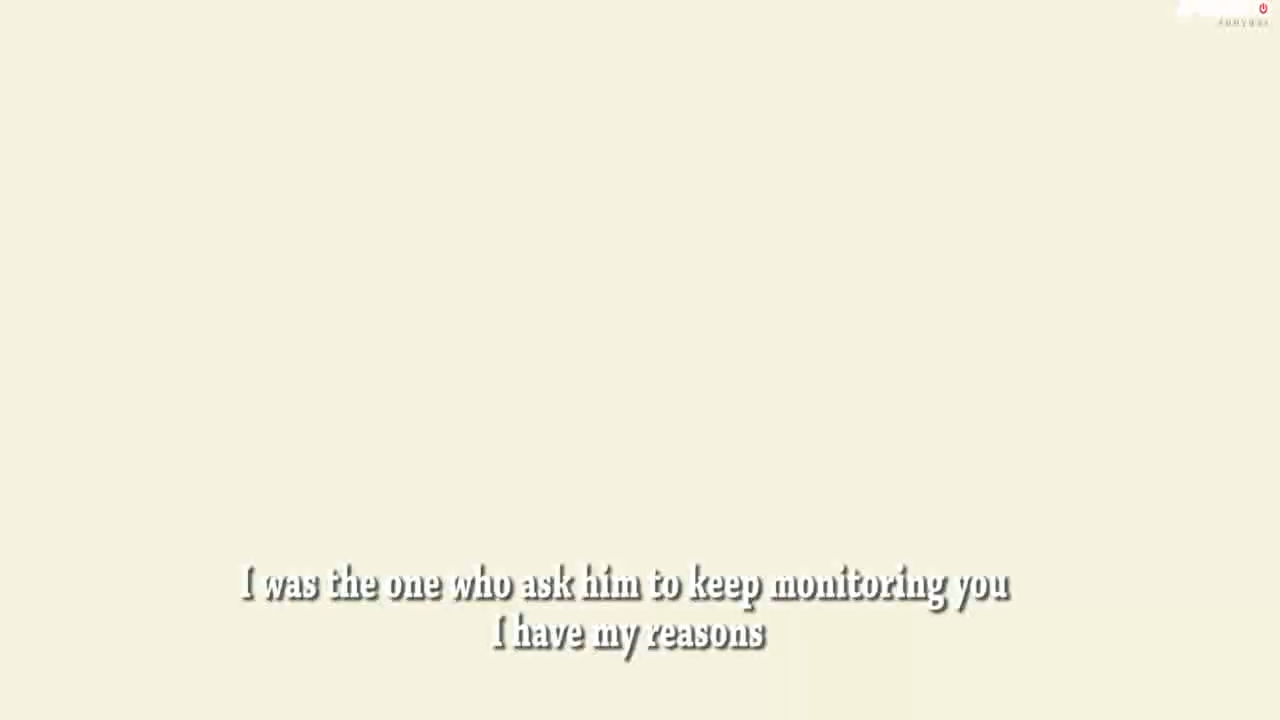 I was the one who ask him to keep monitoring you
I have my reasons